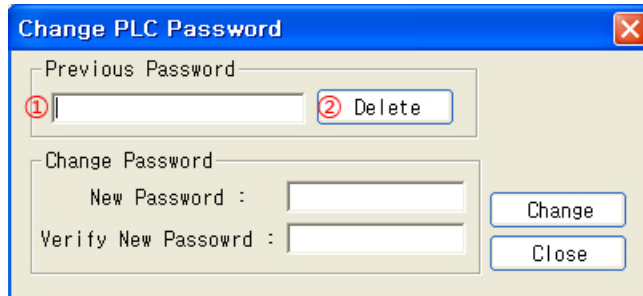 Change PLC Password
Previous Password
① ② Delete
Change Password
New Password :
Verify New Passowrd :
Change
Close